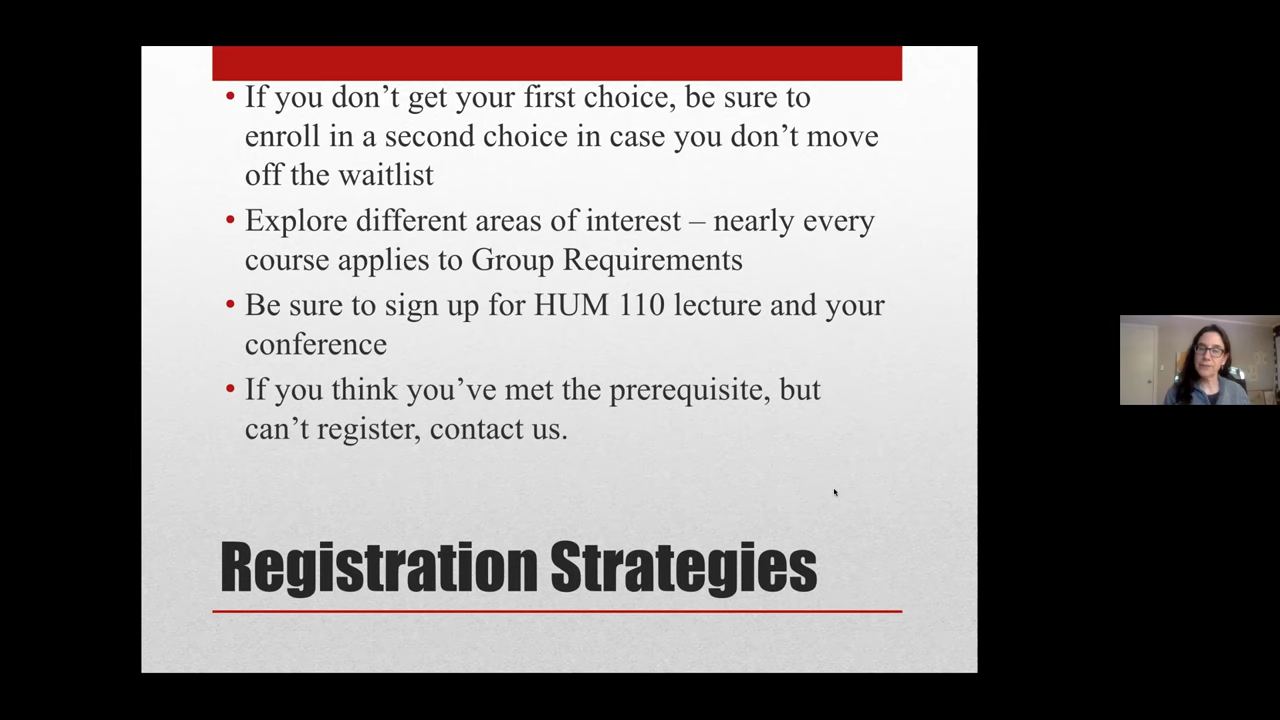 • If you don’t get your first choice, be sure to
enroll in a second choice in case you don’t move
off the waitlist
• Explore different areas of interest – nearly every
course applies to Group Requirements
• Be sure to sign up for HUM 110 lecture and your
conference
• If you think you’ve met the prerequisite, but
can’t register, contact us.
Registration Strategies